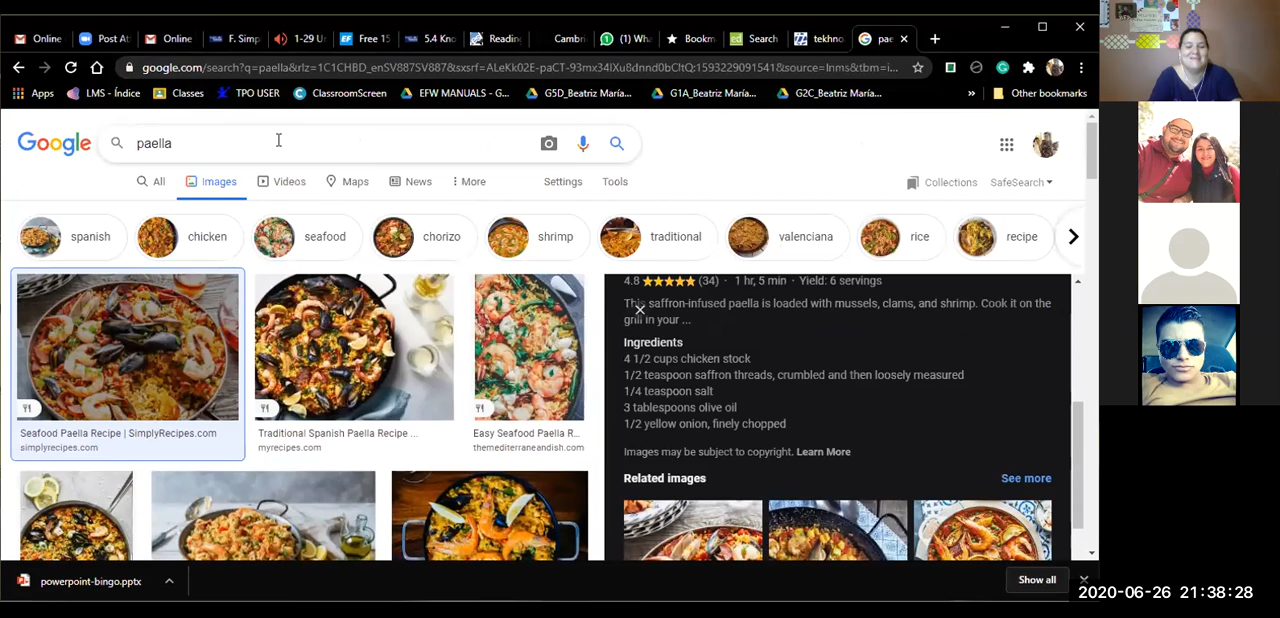 Online
Post At
Online
F. Simp
1-29 U
Free 15
5.4 Kno
Readin
Cambri
(1) Wha
Bookm
Search
tekhno
pae
google.com/search?q=paella&rlz=1C1CHBD_enSV887SV887&sxsrf=ALeKk02E-paCT-93mx34IXu8dnnd0bCltQ:1593229091541&source=lnms&tbm=i...
Apps
LMS - Índice
Classes
TPO USER
ClassroomScreen
EFW MANUALS - G...
G5D_Beatriz María...
G1A_Beatriz María...
G2C_Beatriz María...
»
Other bookmarks
Google
paella
All
Images
Videos
Maps
News
More
Settings
Tools
Collections
SafeSearch
spanish
chicken
seafood
chorizo
shrimp
traditional
valenciana
rice
recipe
Seafood Paella Recipe | SimplyRecipes.com
simplyrecipes.com
Traditional Spanish Paella Recipe ...
myrecipes.com
Easy Seafood Paella R...
themediterraneandish.com
4.8 ★★★★★ (34) · 1 hr, 5 min · Yield: 6 servings
This saffron-infused paella is loaded with mussels, clams, and shrimp. Cook it on the
grill in your ...
Ingredients
4 1/2 cups chicken stock
1/2 teaspoon saffron threads, crumbled and then loosely measured
1/4 teaspoon salt
3 tablespoons olive oil
1/2 yellow onion, finely chopped
Images may be subject to copyright. Learn More
Related images
See more
powerpoint-bingo.pptx
Show all
2020-06-26 21:38:28